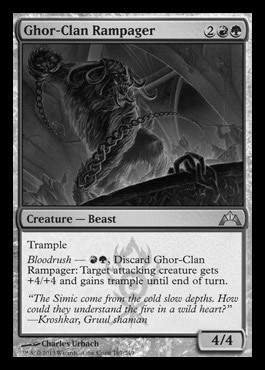 Ghor-Clan Rampager 2
Creature — Beast
Trample
Bloodrush — , Discard Ghor-Clan
Rampager: Target attacking creature gets
+4/+4 and gains trample until end of turn.
"The Simic come from the cold slow depths. How
could they understand the fire in a wild heart?"
—Kroshkar, Gruul shaman
4/4
Charles Urbach